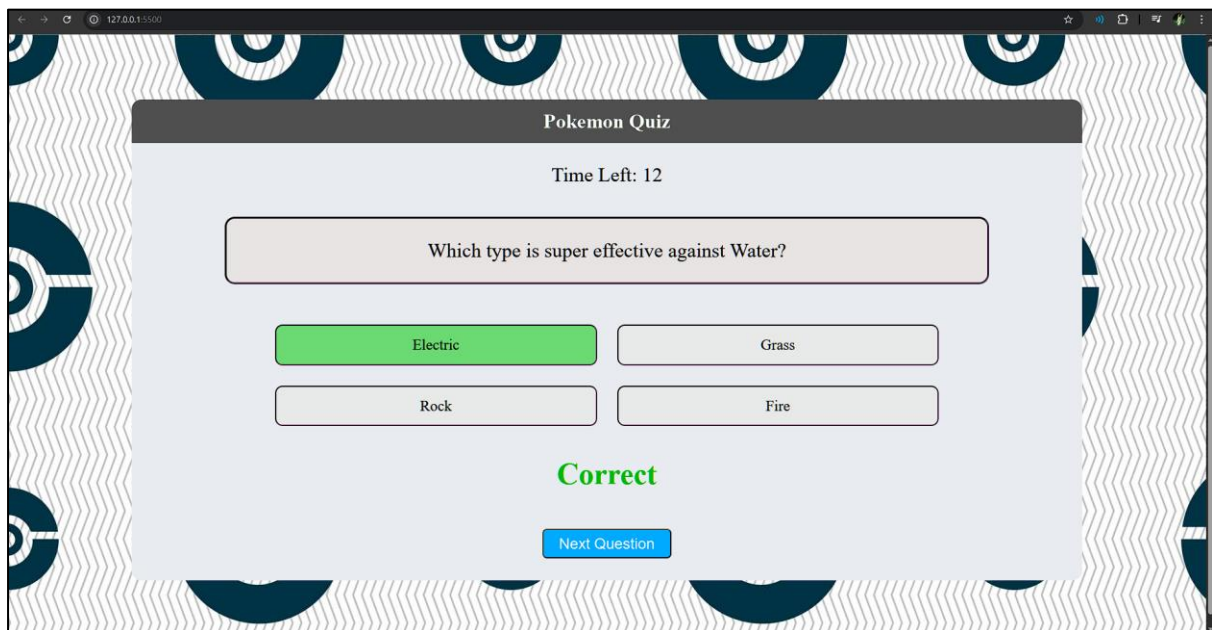 127.0.0.1:5500
Pokemon Quiz
Time Left: 12
Which type is super effective against Water?
Electric
Grass
Rock
Fire
Correct
Next Question